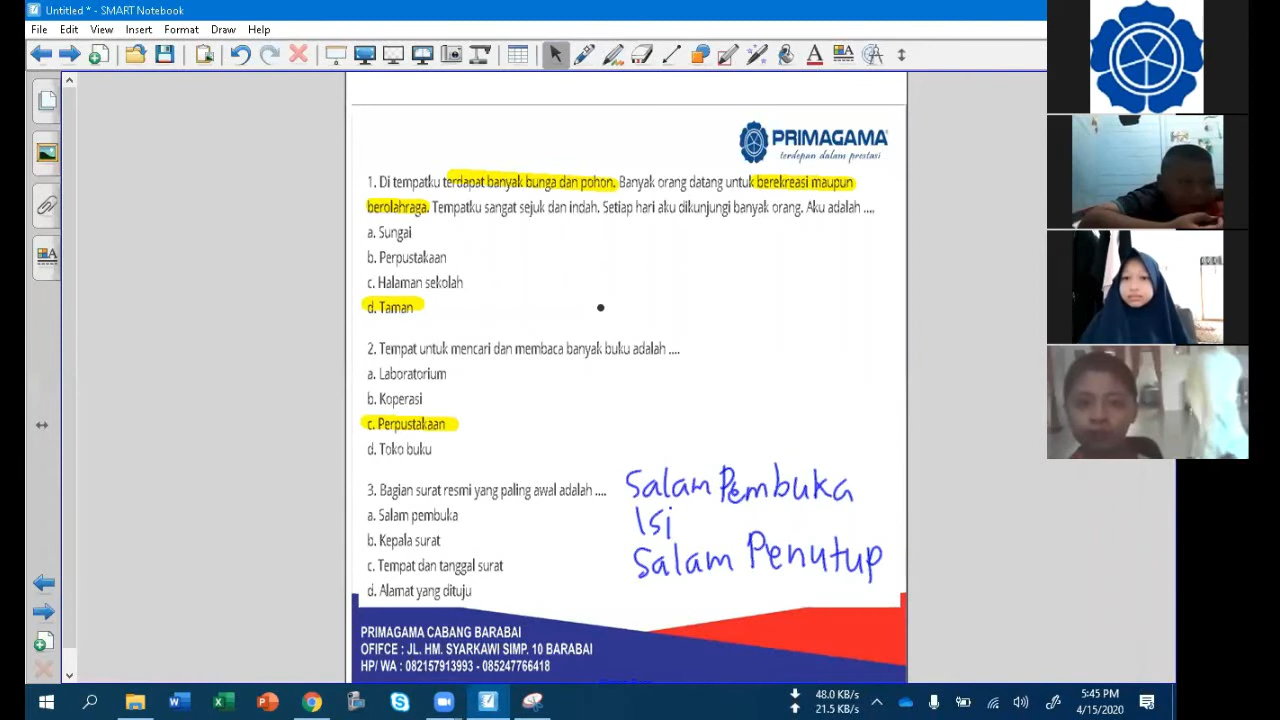 Untitled * - SMART Notebook
File Edit View Insert Format Draw Help
PRIMAGAMA
terdepan dalam prestasi
1. Di tempatku terdapat banyak bunga dan pohon. Banyak orang datang untuk berekreasi maupun
berolahraga. Tempatku sangat sejuk dan indah. Setiap hari aku dikunjungi banyak orang. Aku adalah ....
a. Sungai
b. Perpustakaan
c. Halaman sekolah
d. Taman
2. Tempat untuk mencari dan membaca banyak buku adalah ....
a. Laboratorium
b. Koperasi
c. Perpustakaan
d. Toko buku
3. Bagian surat resmi yang paling awal adalah ....
a. Salam pembuka
b. Kepala surat
c. Tempat dan tanggal surat
d. Alamat yang dituju
Salam Pembuka
Isi
Salam Penutup
PRIMAGAMA CABANG BARABAI
OFIFCE : JL. HM. SYARKAWI SIMP. 10 BARABAI
HP/ WA : 082157913993 - 085247766418
48.0 KB/s
21.5 KB/s
5:45 PM
4/15/2020